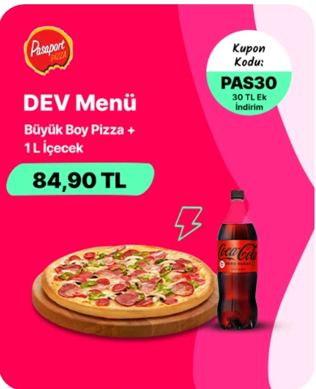 Pasaport
PIZZA
Kupon
Kodu:
PAS30
30 TL Ek
İndirim
DEV Menü
Büyük Boy Pizza +
1 L İçecek
84,90 TL
Coca-Cola